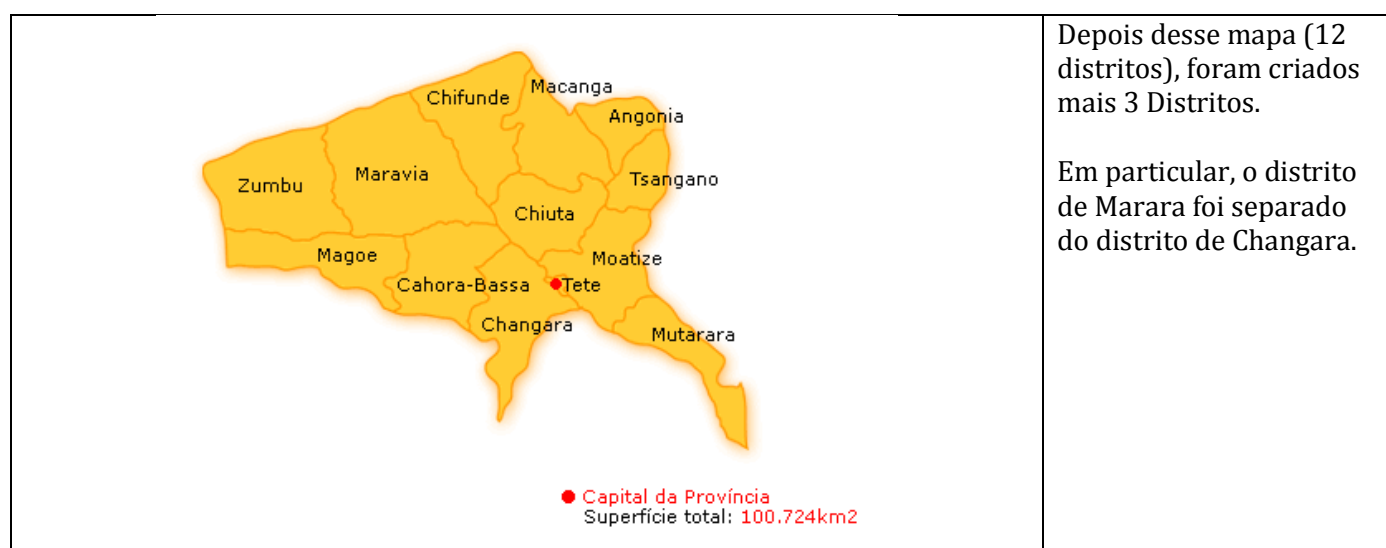 Macanga
Chifunde
Angonia
Maravia
Tsangano
Zumbu
Chiuta
Magoe
Moatize
Cahora-Bassa
Tete
Changara
Mutarara
Capital da Província
Superfície total: 100.724km2
Depois desse mapa (12
distritos), foram criados
mais 3 Distritos.
Em particular, o distrito
de Marara foi separado
do distrito de Changara.